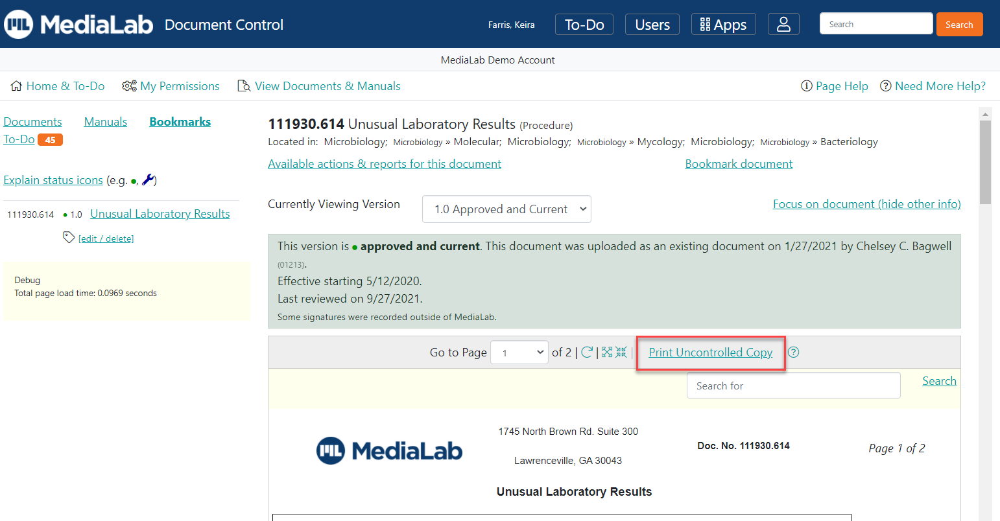 MediaLab Document Control
Farris, Keira
To-Do
Users
Apps
Search
Search
MediaLab Demo Account
Home & To-Do
My Permissions
View Documents & Manuals
Page Help
Need More Help?
Documents
Manuals
Bookmarks
To-Do 45
Explain status icons (e.g. ●, )
111930.614 ● 1.0 Unusual Laboratory Results
[edit / delete]
Debug
Total page load time: 0.0969 seconds
111930.614 Unusual Laboratory Results (Procedure)
Located in: Microbiology; Microbiology » Molecular; Microbiology; Microbiology » Mycology; Microbiology; Microbiology » Bacteriology
Available actions & reports for this document
Bookmark document
Currently Viewing Version
1.0 Approved and Current
Focus on document (hide other info)
This version is ● approved and current. This document was uploaded as an existing document on 1/27/2021 by Chelsey C. Bagwell
(01213).
Effective starting 5/12/2020.
Last reviewed on 9/27/2021.
Some signatures were recorded outside of MediaLab.
Go to Page 1 of 2 | | | Print Uncontrolled Copy
Search for
Search
MediaLab
1745 North Brown Rd. Suite 300
Lawrenceville, GA 30043
Doc. No. 111930.614
Page 1 of 2
Unusual Laboratory Results